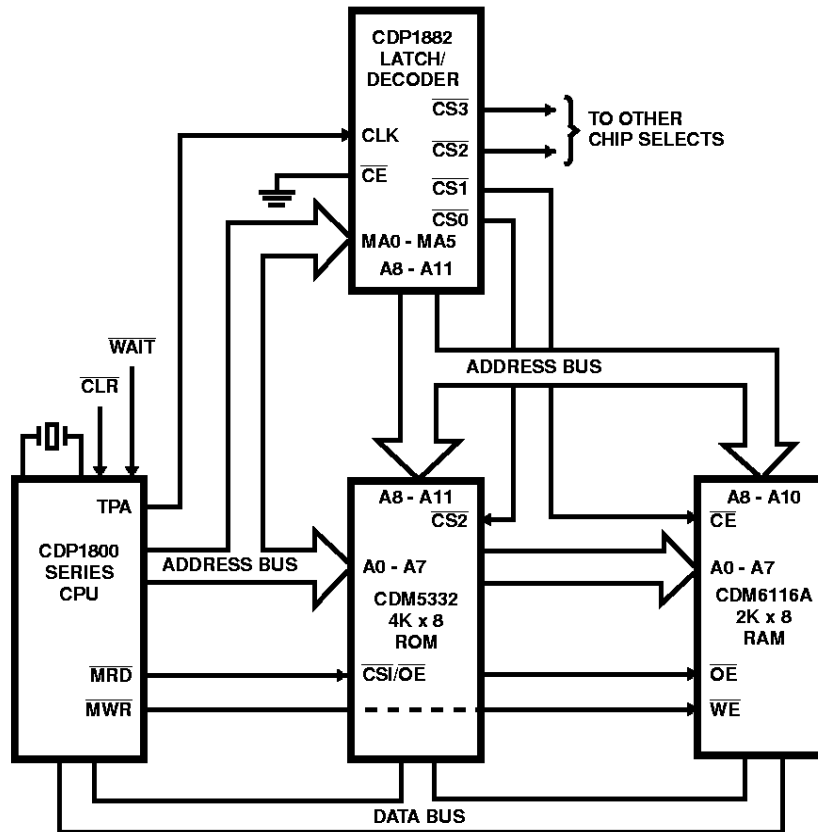 CDP1882
LATCH/
DECODER
CS3
TO OTHER
CHIP SELECTS
CLK
CS2
CE
CS1
CS0
MA0 - MA5
A8 - A11
WAIT
ADDRESS BUS
CLR
TPA
A8 - A11
CS2
A8 - A10
CE
CDP1800
SERIES
CPU
ADDRESS BUS
A0 - A7
CDM5332
4K x 8
ROM
A0 - A7
CDM6116A
2K x 8
RAM
MRD
CSI/OE
OE
MWR
WE
DATA BUS